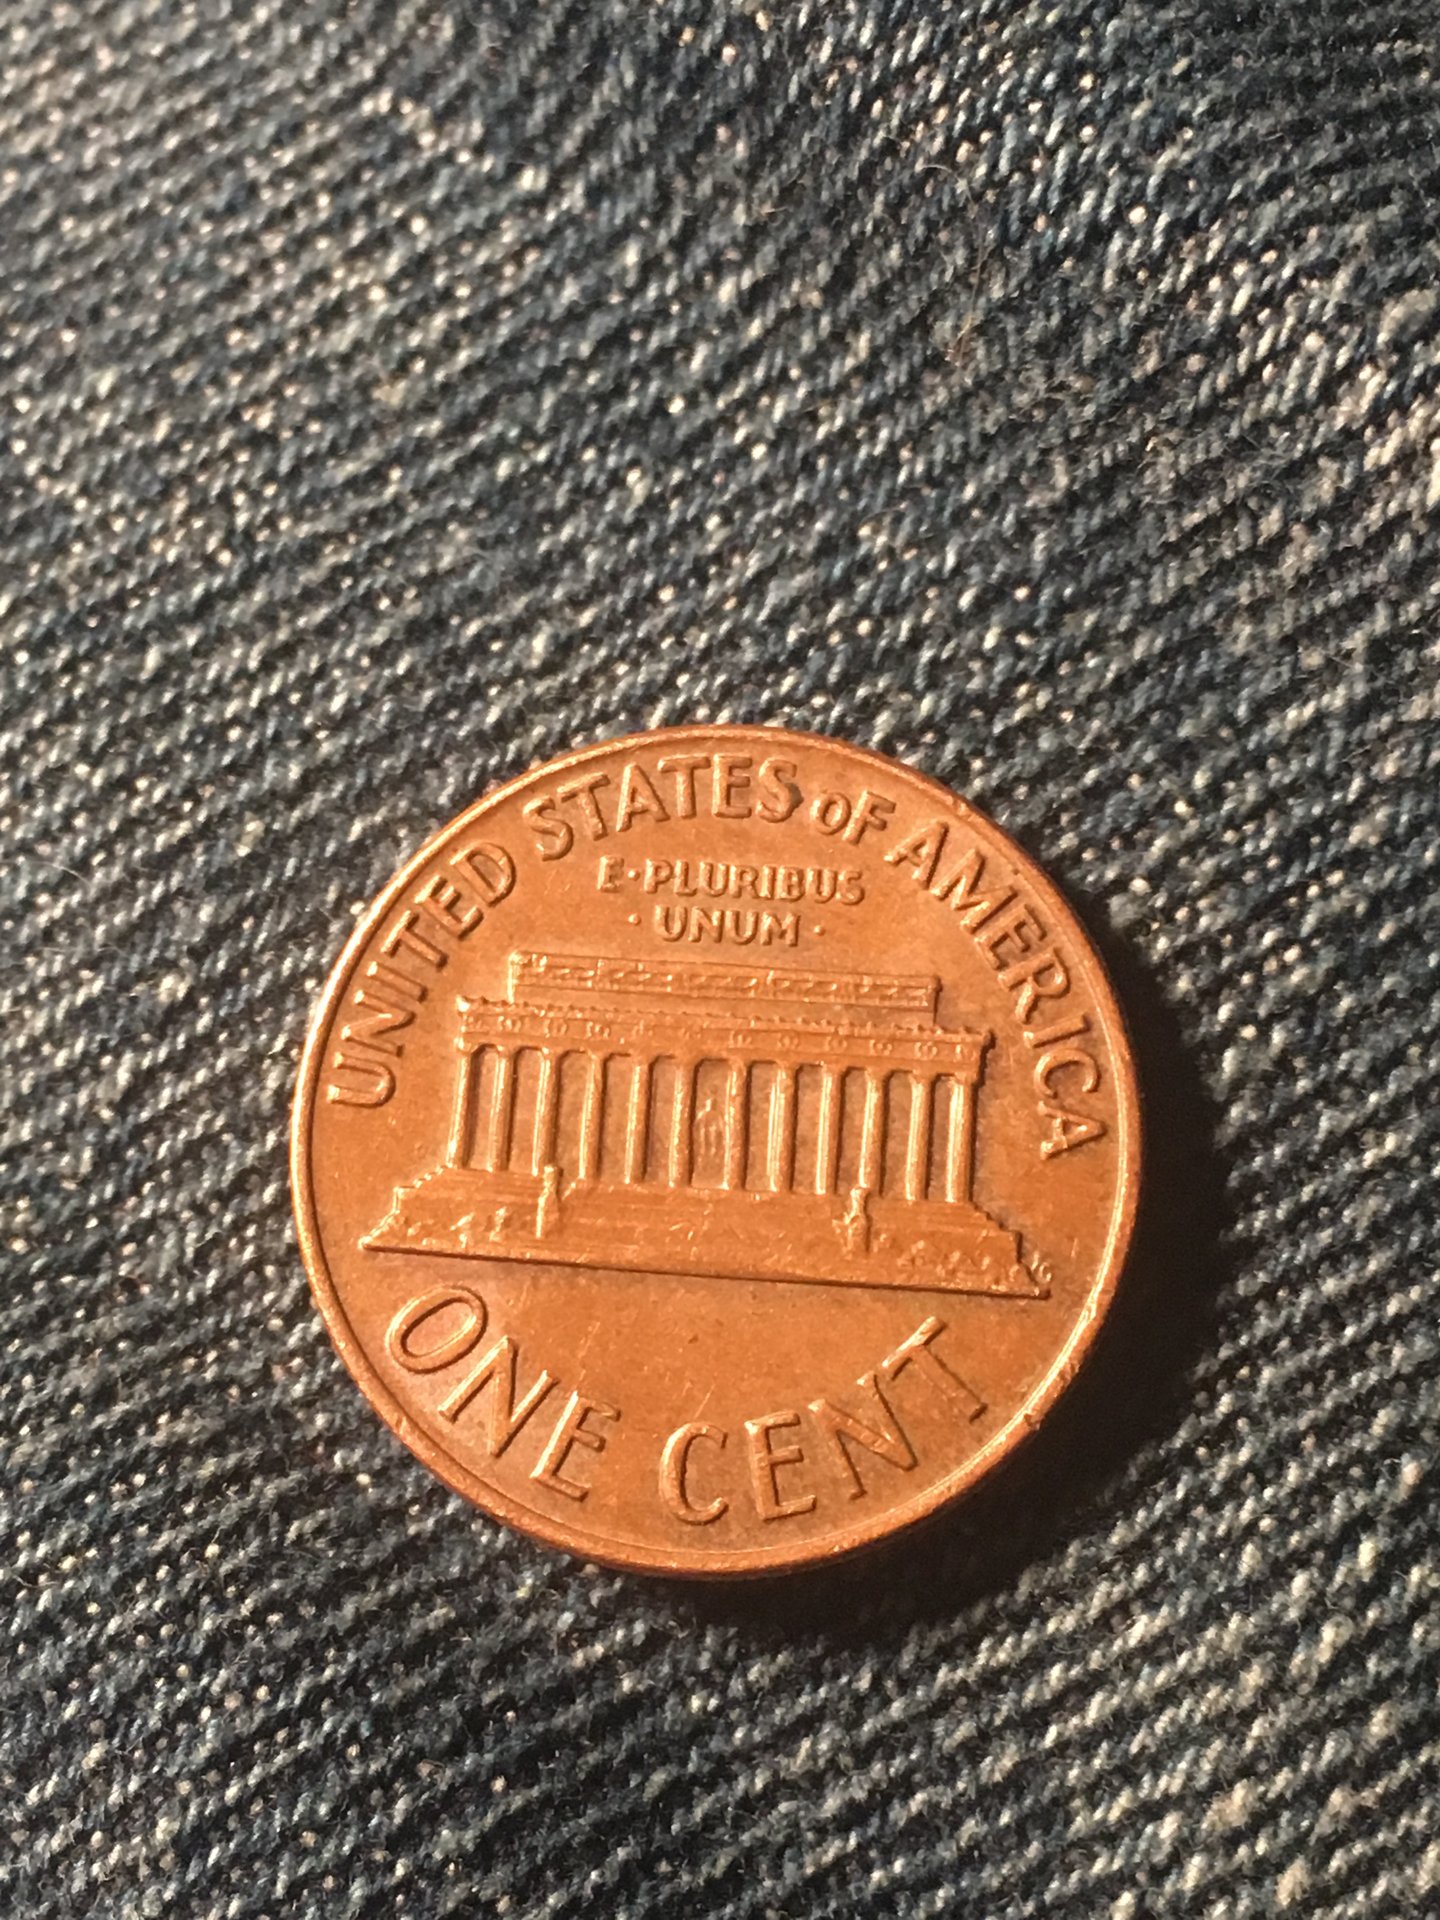 UNITED STATES OF AMERICA
E·PLURIBUS
·UNUM·
ONE CENT